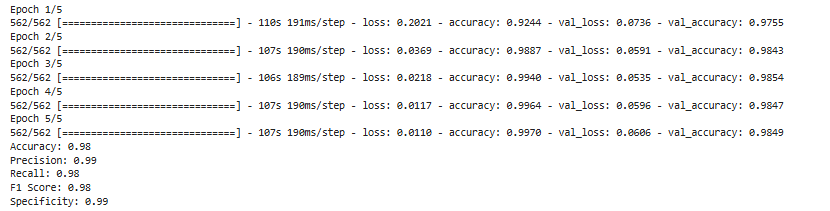 Epoch 1/5
562/562 [==============================] - 110s 191ms/step - loss: 0.2021 - accuracy: 0.9244 - val_loss: 0.0736 - val_accuracy: 0.9755
Epoch 2/5
562/562 [==============================] - 107s 190ms/step - loss: 0.0369 - accuracy: 0.9887 - val_loss: 0.0591 - val_accuracy: 0.9843
Epoch 3/5
562/562 [==============================] - 106s 189ms/step - loss: 0.0218 - accuracy: 0.9940 - val_loss: 0.0535 - val_accuracy: 0.9854
Epoch 4/5
562/562 [==============================] - 107s 190ms/step - loss: 0.0117 - accuracy: 0.9964 - val_loss: 0.0596 - val_accuracy: 0.9847
Epoch 5/5
562/562 [==============================] - 107s 190ms/step - loss: 0.0110 - accuracy: 0.9970 - val_loss: 0.0606 - val_accuracy: 0.9849
Accuracy: 0.98
Precision: 0.99
Recall: 0.98
F1 Score: 0.98
Specificity: 0.99